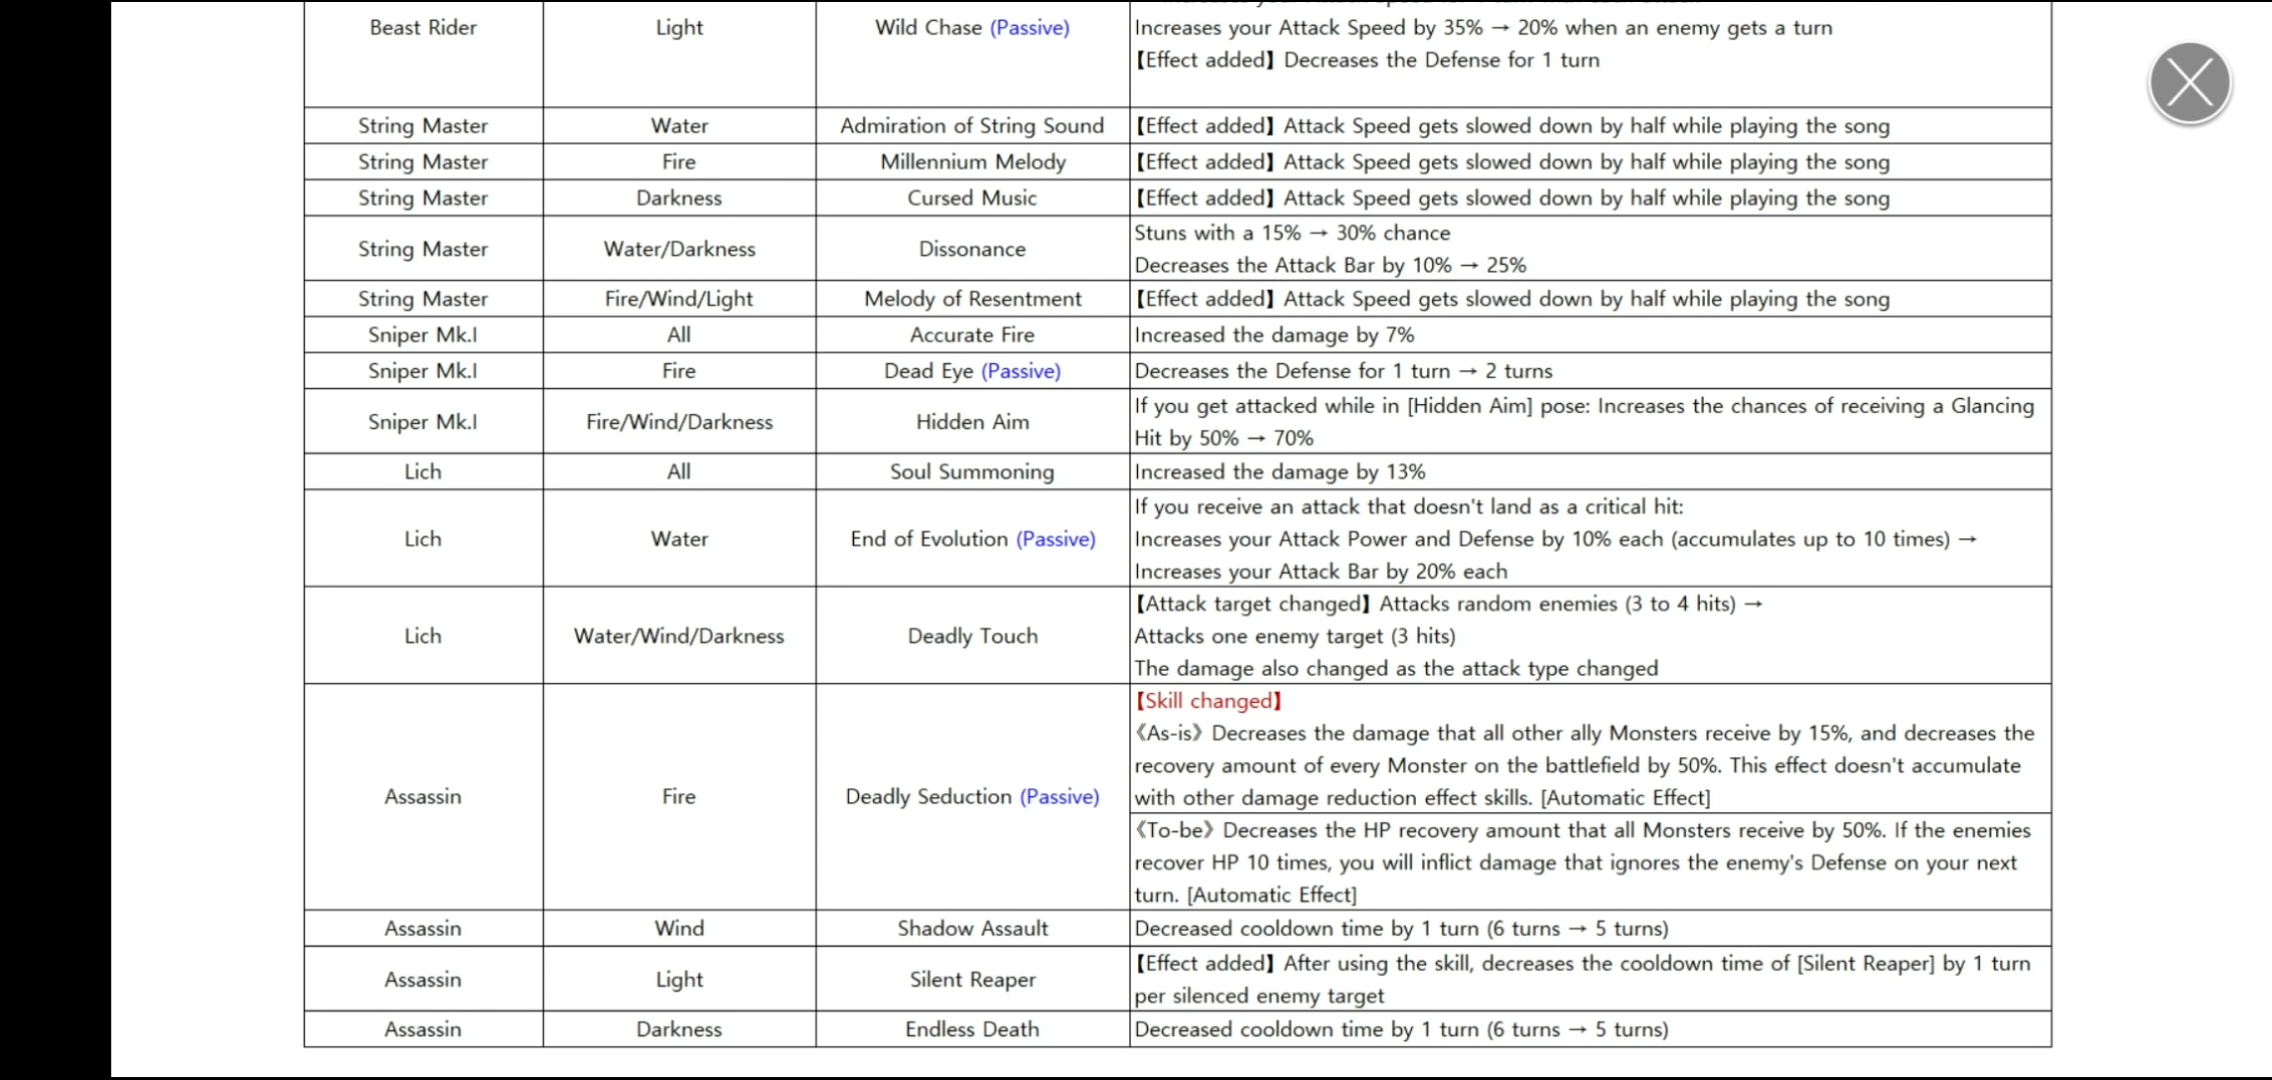 Beast Rider Light Wild Chase (Passive) Increases your Attack Speed by 35% → 20% when an enemy gets a turn
【Effect added】Decreases the Defense for 1 turn
String Master Water Admiration of String Sound 【Effect added】Attack Speed gets slowed down by half while playing the song
String Master Fire Millennium Melody 【Effect added】Attack Speed gets slowed down by half while playing the song
String Master Darkness Cursed Music 【Effect added】Attack Speed gets slowed down by half while playing the song
String Master Water/Darkness Dissonance Stuns with a 15% → 30% chance
Decreases the Attack Bar by 10% → 25%
String Master Fire/Wind/Light Melody of Resentment 【Effect added】Attack Speed gets slowed down by half while playing the song
Sniper Mk.I All Accurate Fire Increased the damage by 7%
Sniper Mk.I Fire Dead Eye (Passive) Decreases the Defense for 1 turn → 2 turns
Sniper Mk.I Fire/Wind/Darkness Hidden Aim If you get attacked while in [Hidden Aim] pose: Increases the chances of receiving a Glancing
Hit by 50% → 70%
Lich All Soul Summoning Increased the damage by 13%
Lich Water End of Evolution (Passive) If you receive an attack that doesn't land as a critical hit:
Increases your Attack Power and Defense by 10% each (accumulates up to 10 times) →
Increases your Attack Bar by 20% each
Lich Water/Wind/Darkness Deadly Touch 【Attack target changed】Attacks random enemies (3 to 4 hits) →
Attacks one enemy target (3 hits)
The damage also changed as the attack type changed
Assassin Fire Deadly Seduction (Passive) 【Skill changed】
《As-is》Decreases the damage that all other ally Monsters receive by 15%, and decreases the
recovery amount of every Monster on the battlefield by 50%. This effect doesn't accumulate
with other damage reduction effect skills. [Automatic Effect]
《To-be》Decreases the HP recovery amount that all Monsters receive by 50%. If the enemies
recover HP 10 times, you will inflict damage that ignores the enemy's Defense on your next
turn. [Automatic Effect]
Assassin Wind Shadow Assault Decreased cooldown time by 1 turn (6 turns → 5 turns)
Assassin Light Silent Reaper 【Effect added】After using the skill, decreases the cooldown time of [Silent Reaper] by 1 turn
per silenced enemy target
Assassin Darkness Endless Death Decreased cooldown time by 1 turn (6 turns → 5 turns)